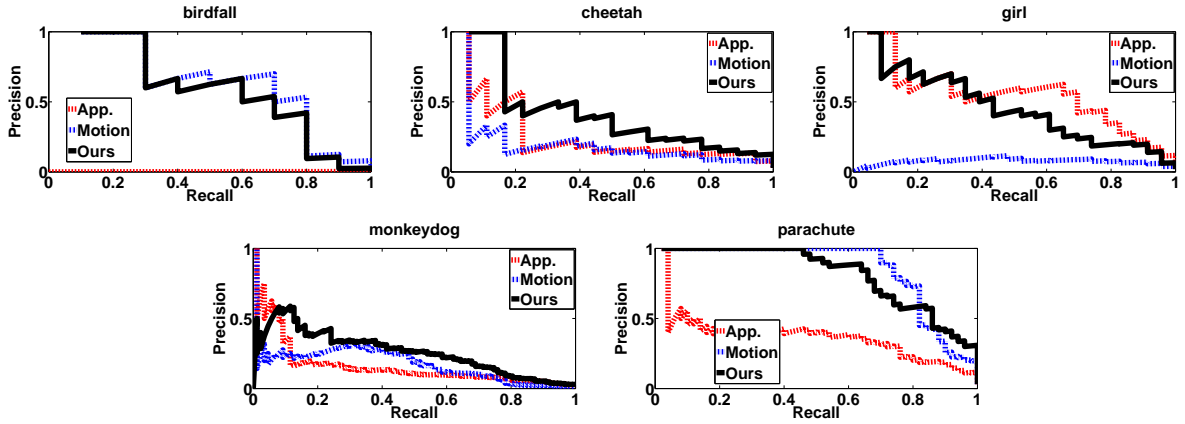 birdfall
Precision
1
0.5
0
App.
Motion
Ours
0.2 0.4 0.6 0.8 1
Recall
cheetah
Precision
1
0.5
0
App.
Motion
Ours
0 0.2 0.4 0.6 0.8 1
Recall
girl
Precision
1
0.5
0
App.
Motion
Ours
0 0.2 0.4 0.6 0.8 1
Recall
monkeydog
Precision
1
0.5
0
App.
Motion
Ours
0 0.2 0.4 0.6 0.8 1
Recall
parachute
Precision
1
0.5
0
App.
Motion
Ours
0 0.2 0.4 0.6 0.8 1
Recall